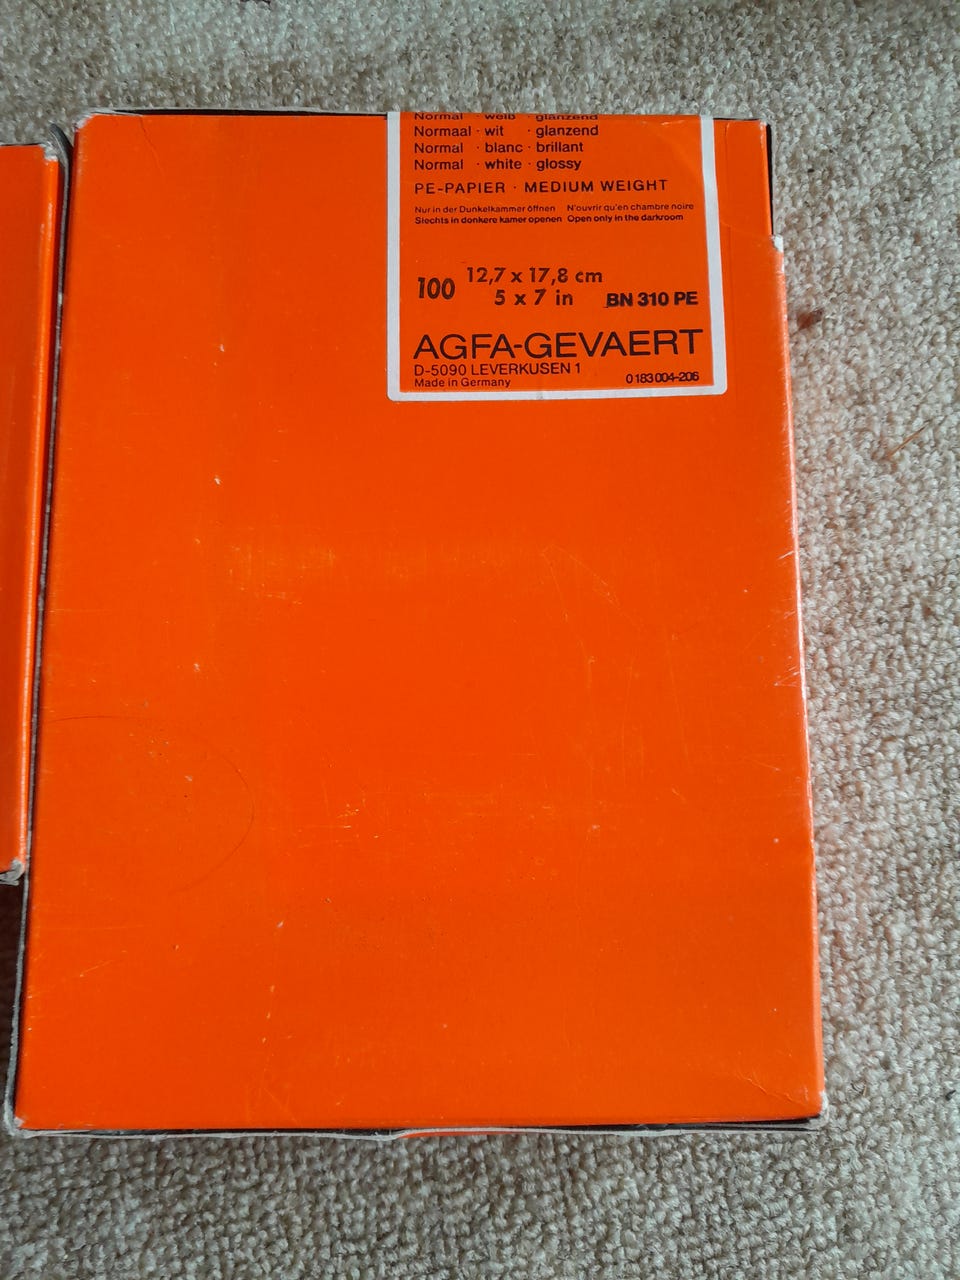 Normal · weiß · glänzend
Normaal · wit · glanzend
Normal · blanc · brillant
Normal · white · glossy
PE-PAPIER · MEDIUM WEIGHT
Nur in der Dunkelkammer öffnen N'ouvrir qu'en chambre noire
Slechts in donkere kamer openen Open only in the darkroom
100 12,7 x 17,8 cm
5 x 7 in BN 310 PE
AGFA-GEVAERT
D-5090 LEVERKUSEN 1
Made in Germany 0 183 004-206